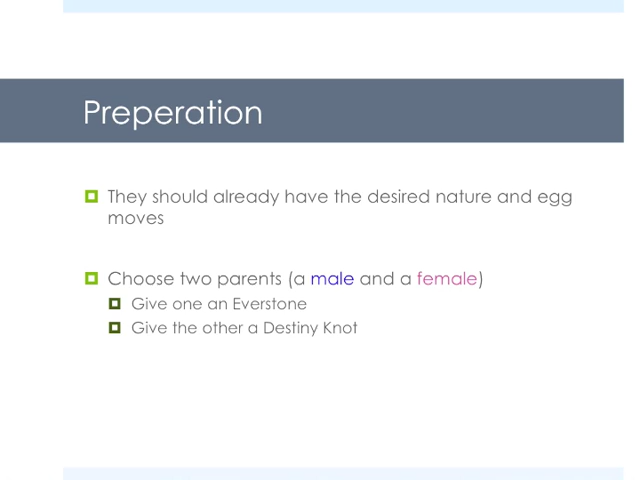 Preperation
They should already have the desired nature and egg
moves
Choose two parents (a male and a female)
Give one an Everstone
Give the other a Destiny Knot